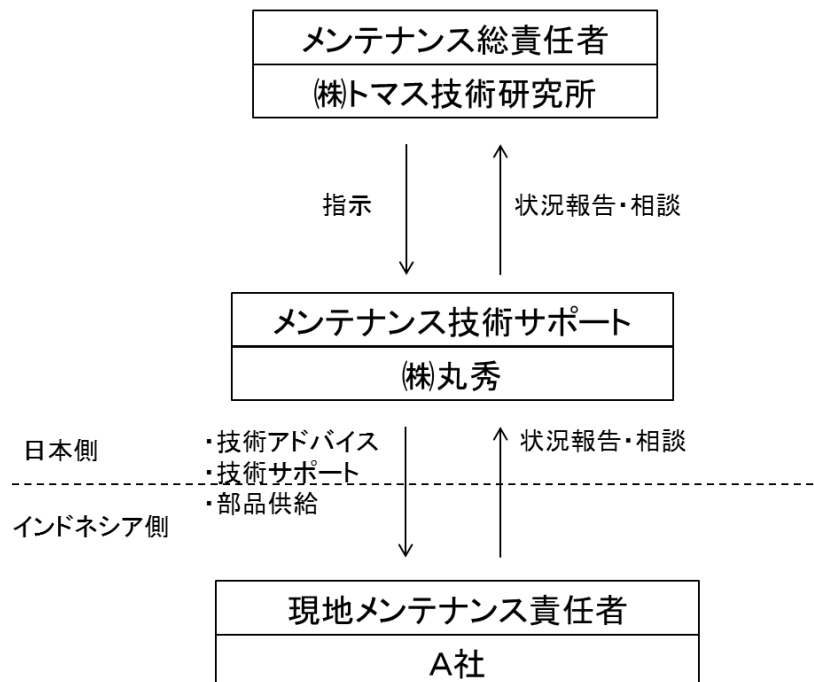 メンテナンス総責任者
㈱トマス技術研究所
指示
状況報告・相談
メンテナンス技術サポート
㈱丸秀
日本側
・技術アドバイス
・技術サポート
・部品供給
状況報告・相談
インドネシア側
現地メンテナンス責任者
A社